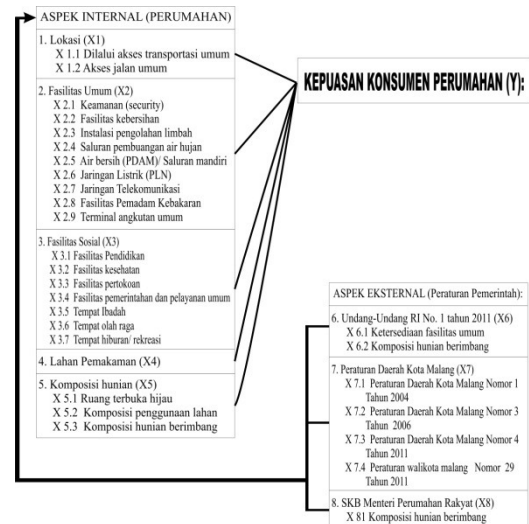 ASPEK INTERNAL (PERUMAHAN)
1. Lokasi (X1)
X 1.1 Dilalui akses transportasi umum
X 1.2 Akses jalan umum
2. Fasilitas Umum (X2)
X 2.1 Keamanan (security)
X 2.2 Fasilitas kebersihan
X 2.3 Instalasi pengolahan limbah
X 2.4 Saluran pembuangan air hujan
X 2.5 Air bersih (PDAM)/ Saluran mandiri
X 2.6 Jaringan Listrik (PLN)
X 2.7 Jaringan Telekomunikasi
X 2.8 Fasilitas Pemadam Kebakaran
X 2.9 Terminal angkutan umum
3. Fasilitas Sosial (X3)
X 3.1 Fasilitas Pendidikan
X 3.2 Fasilitas kesehatan
X 3.3 Fasilitas pertokoan
X 3.4 Fasilitas pemerintahan dan pelayanan umum
X 3.5 Tempat Ibadah
X 3.6 Tempat olah raga
X 3.7 Tempat hiburan/ rekreasi
4. Lahan Pemakaman (X4)
5. Komposisi hunian (X5)
X 5.1 Ruang terbuka hijau
X 5.2 Komposisi penggunaan lahan
X 5.3 Komposisi hunian berimbang
KEPUASAN KONSUMEN PERUMAHAN (Y):
ASPEK EKSTERNAL (Peraturan Pemerintah):
6. Undang-Undang RI No. 1 tahun 2011 (X6)
X 6.1 Ketersediaan fasilitas umum
X 6.2 Komposisi hunian berimbang
7. Peraturan Daerah Kota Malang (X7)
X 7.1 Peraturan Daerah Kota Malang Nomor 1
Tahun 2004
X 7.2 Peraturan Daerah Kota Malang Nomor 3
Tahun 2006
X 7.3 Peraturan Daerah Kota Malang Nomor 4
Tahun 2011
X 7.4 Peraturan walikota malang Nomor 29
Tahun 2011
8. SKB Menteri Perumahan Rakyat (X8)
X 81 Komposisi hunian berimbang